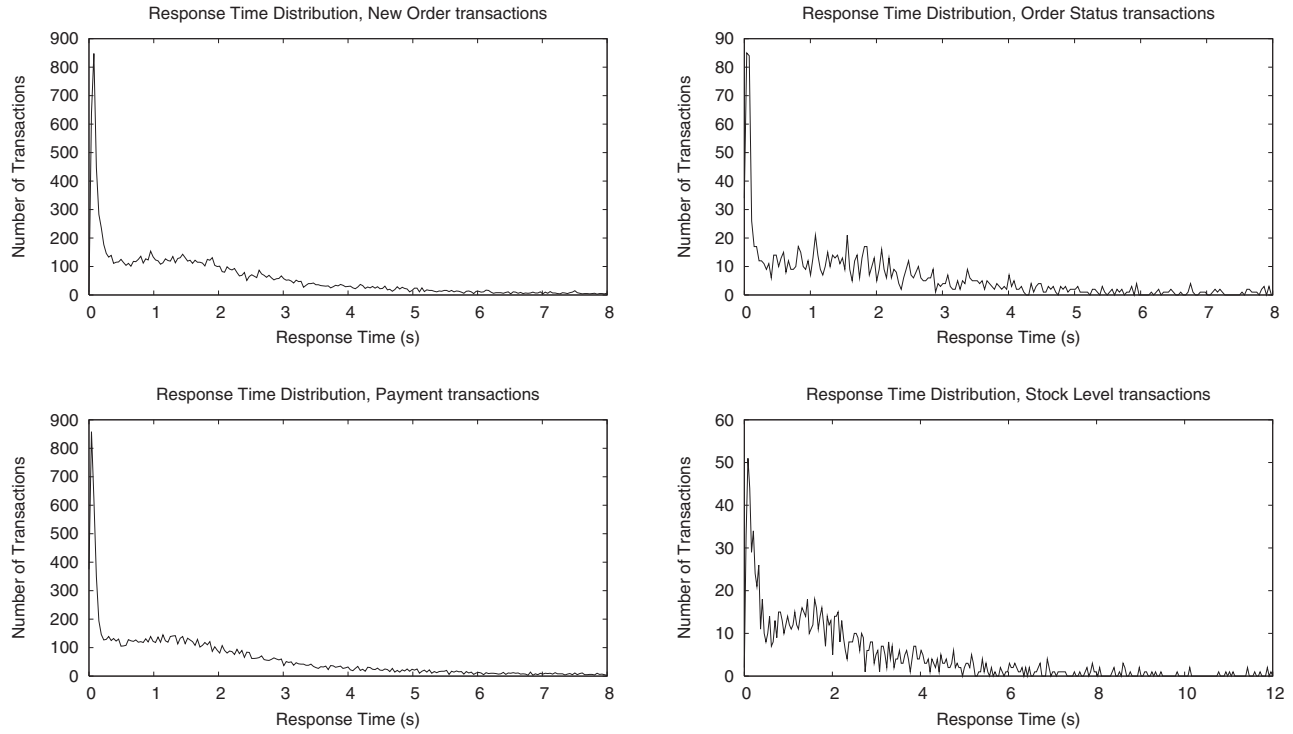 Response Time Distribution, New Order transactions
Number of Transactions
900
800
700
600
500
400
300
200
100
0
0 1 2 3 4 5 6 7 8
Response Time (s)
Response Time Distribution, Order Status transactions
Number of Transactions
90
80
70
60
50
40
30
20
10
0
0 1 2 3 4 5 6 7 8
Response Time (s)
Response Time Distribution, Payment transactions
Number of Transactions
900
800
700
600
500
400
300
200
100
0
0 1 2 3 4 5 6 7 8
Response Time (s)
Response Time Distribution, Stock Level transactions
Number of Transactions
60
50
40
30
20
10
0
0 2 4 6 8 10 12
Response Time (s)